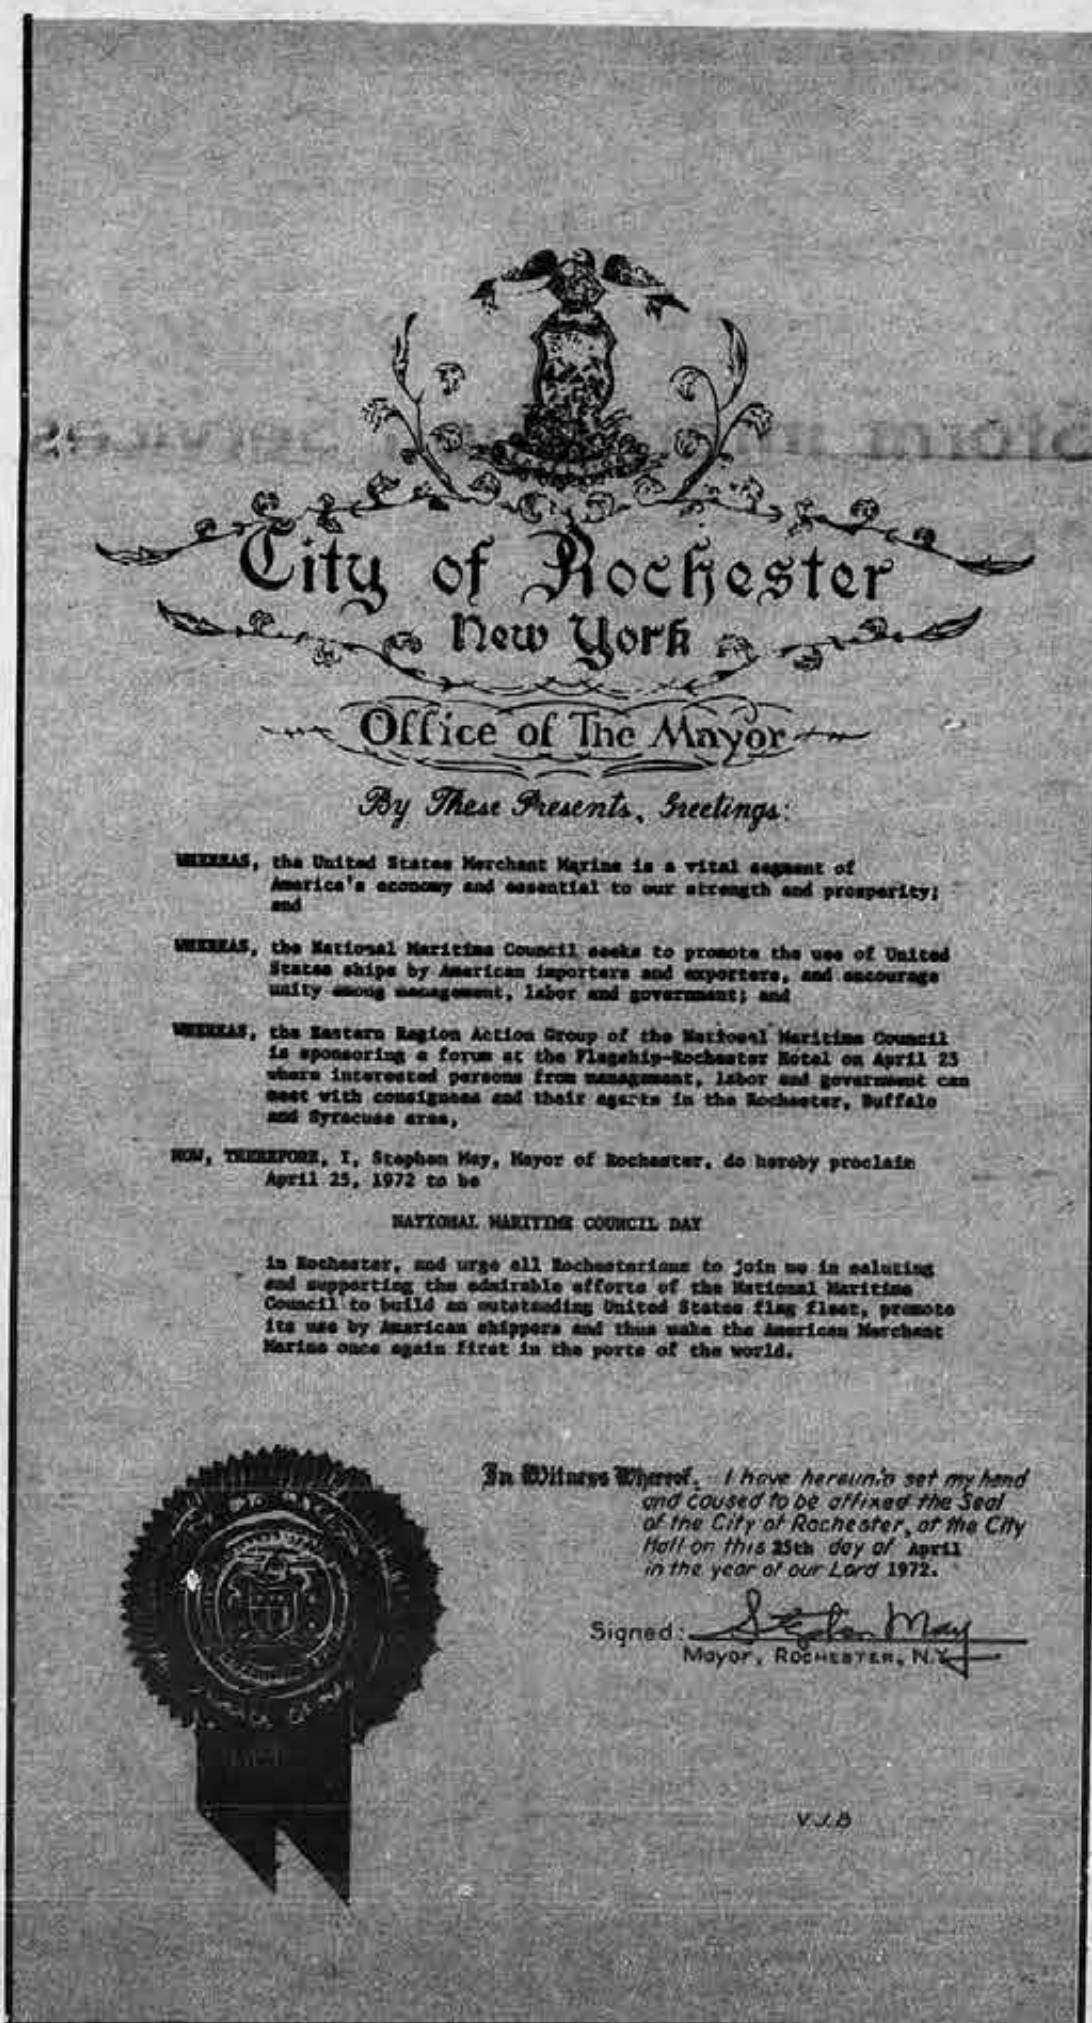 City of Rochester
New York
Office of The Mayor
By These Presents, Greetings:
WHEREAS, the United States Merchant Marine is a vital segment of
America's economy and essential to our strength and prosperity;
and
WHEREAS, the National Maritime Council seeks to promote the use of United
States ships by American importers and exporters, and encourage
unity among management, labor and government; and
WHEREAS, the Eastern Region Action Group of the National Maritime Council
is sponsoring a forum at the Flagship-Rochester Hotel on April 25
where interested persons from management, labor and government can
meet with consignees and their agents in the Rochester, Buffalo
and Syracuse area,
NOW, THEREFORE, I, Stephen May, Mayor of Rochester, do hereby proclaim
April 25, 1972 to be
NATIONAL MARITIME COUNCIL DAY
in Rochester, and urge all Rochesterians to join me in saluting
and supporting the admirable efforts of the National Maritime
Council to build an outstanding United States flag fleet, promote
its use by American shippers and thus make the American Merchant
Marine once again first in the ports of the world.
In Witness Whereof, I have hereunto set my hand
and caused to be affixed the Seal
of the City of Rochester, at the City
Hall on this 25th day of April
in the year of our Lord 1972.
Signed: Stephen May
Mayor, ROCHESTER, N.Y.
V.J.B